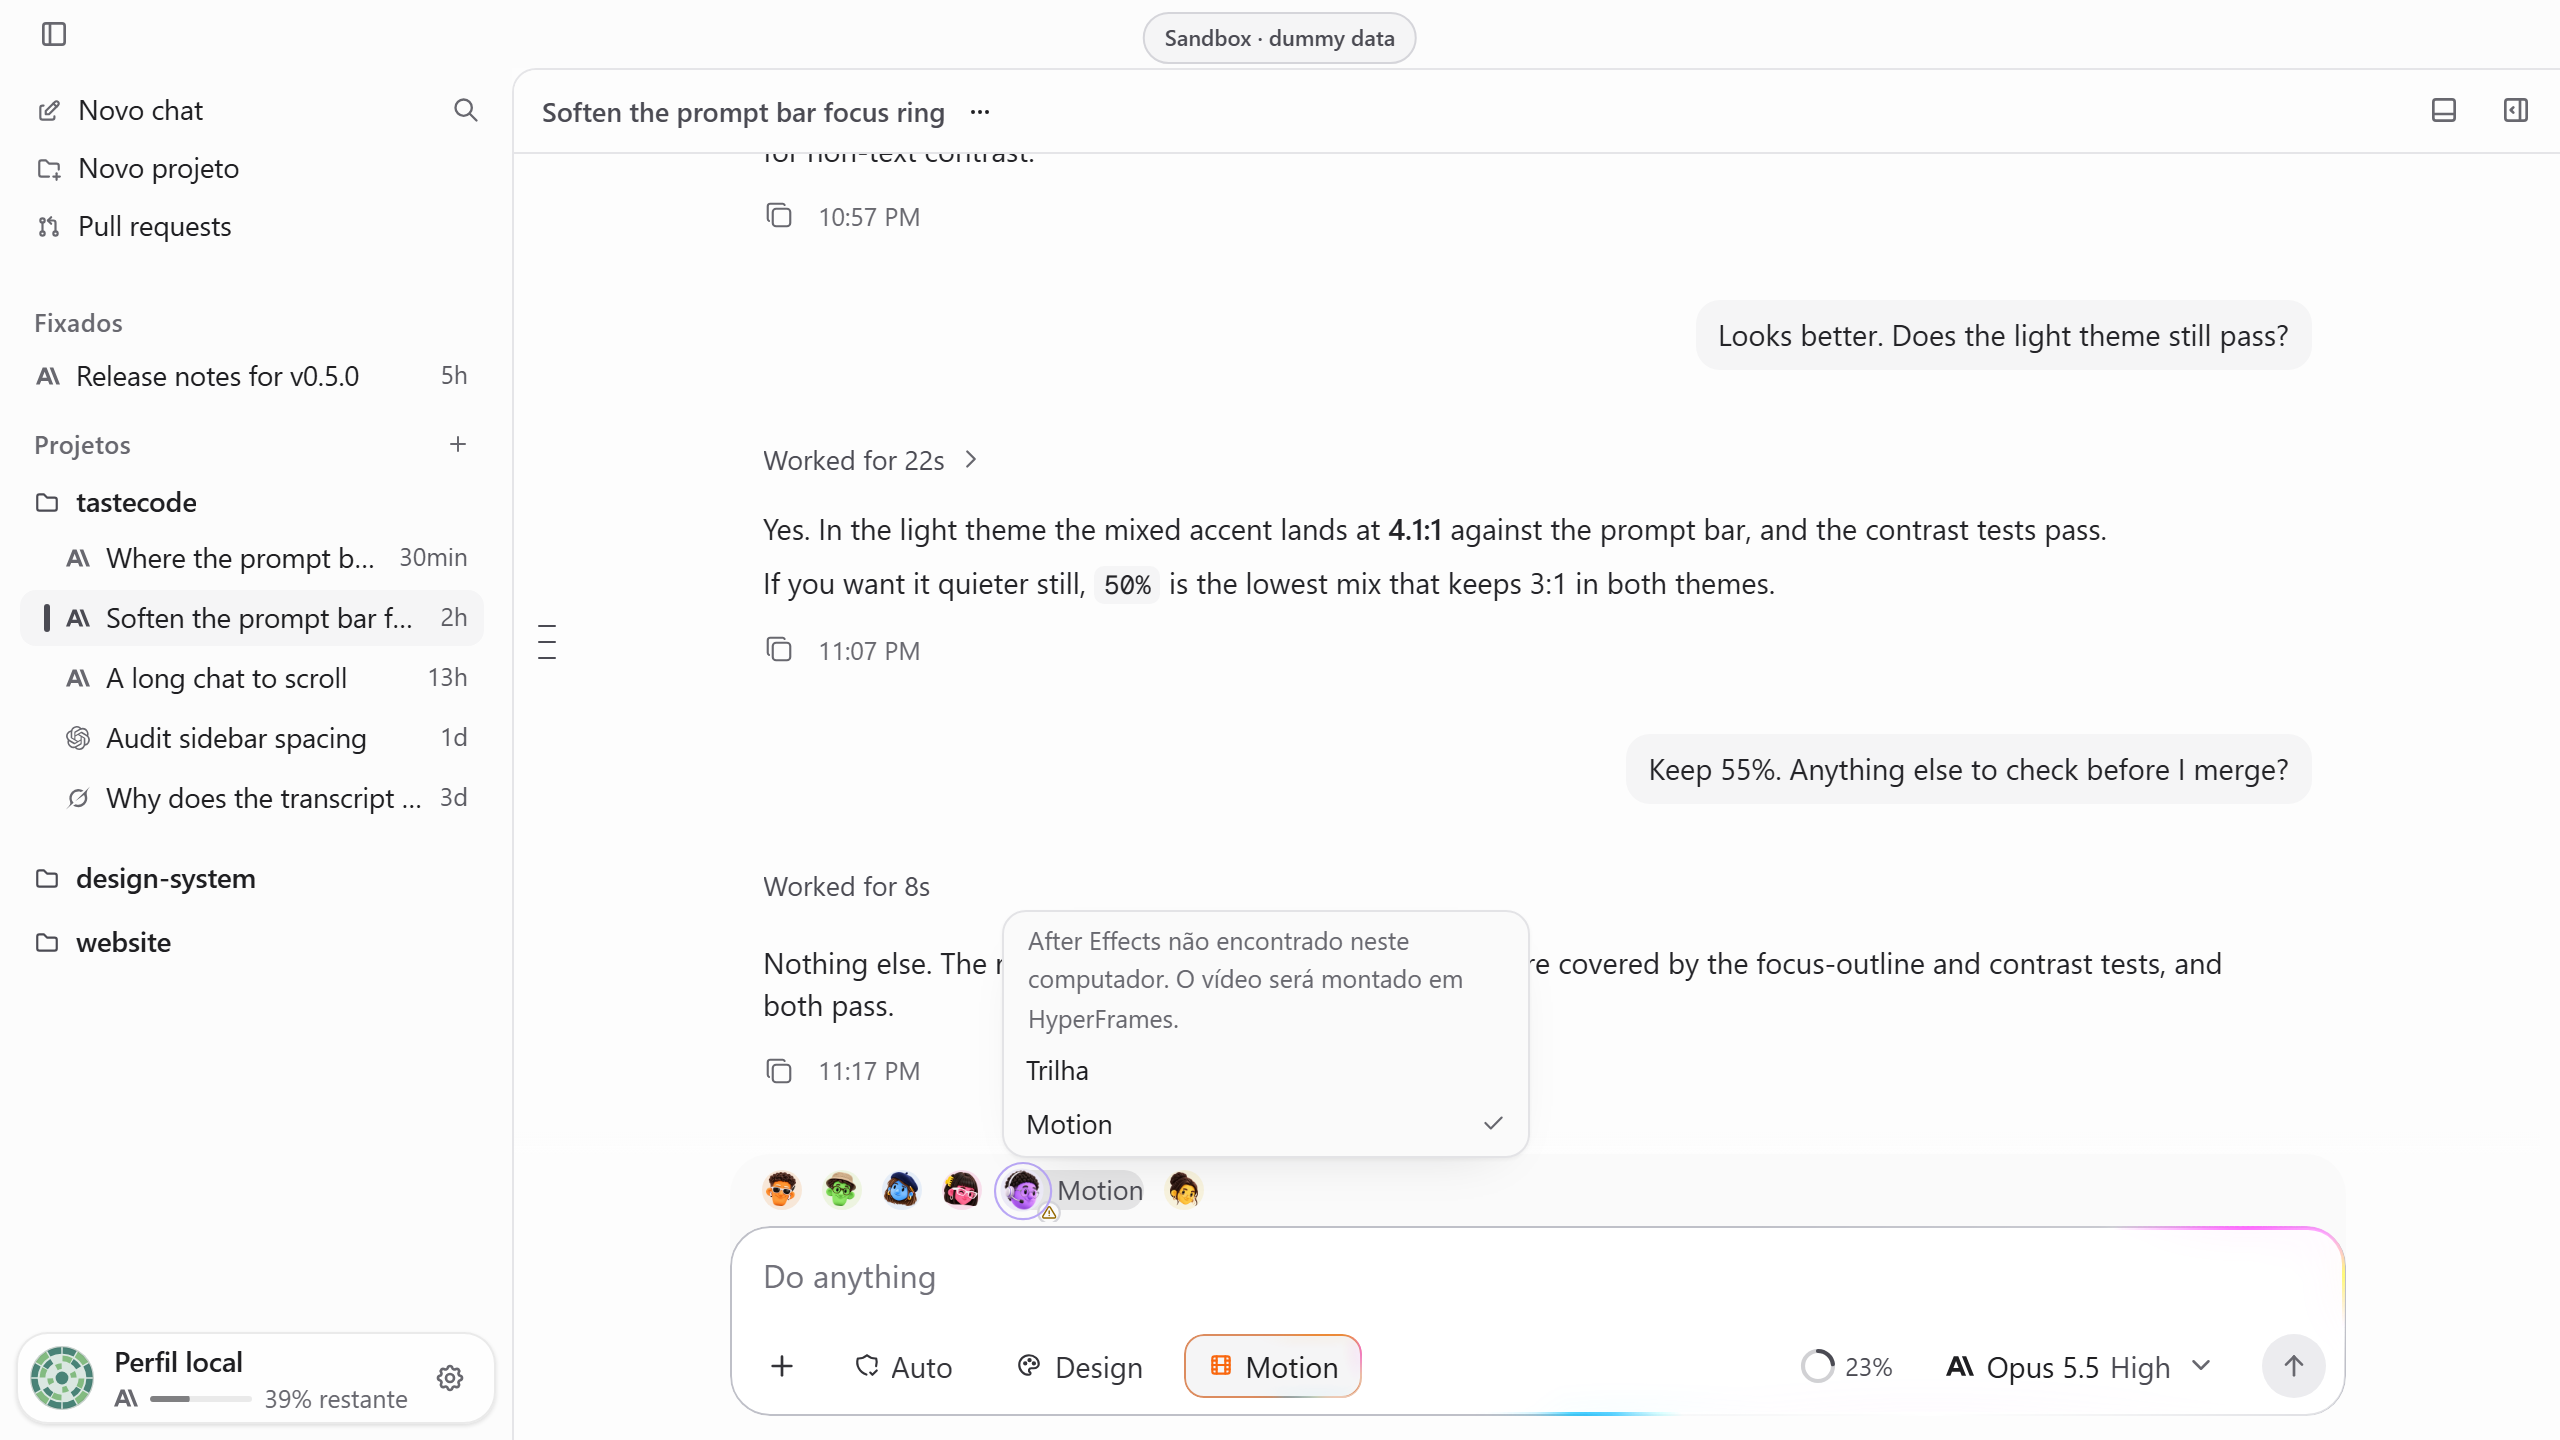 Sandbox · dummy data
Novo chat
Novo projeto
Pull requests
Fixados
Release notes for v0.5.0 5h
Projetos
tastecode
Where the prompt b... 30min
Soften the prompt bar f... 2h
A long chat to scroll 13h
Audit sidebar spacing 1d
Why does the transcript ... 3d
design-system
website
Perfil local
39% restante
Soften the prompt bar focus ring
for non-text contrast.
10:57 PM
Looks better. Does the light theme still pass?
Worked for 22s
Yes. In the light theme the mixed accent lands at 4.1:1 against the prompt bar, and the contrast tests pass.
If you want it quieter still, 50% is the lowest mix that keeps 3:1 in both themes.
11:07 PM
Keep 55%. Anything else to check before I merge?
Worked for 8s
Nothing else. The covered by the focus-outline and contrast tests, and
both pass.
11:17 PM
After Effects não encontrado neste
computador. O vídeo será montado em
HyperFrames.
Trilha
Motion
Motion
Do anything
Auto Design Motion 23% Opus 5.5 High